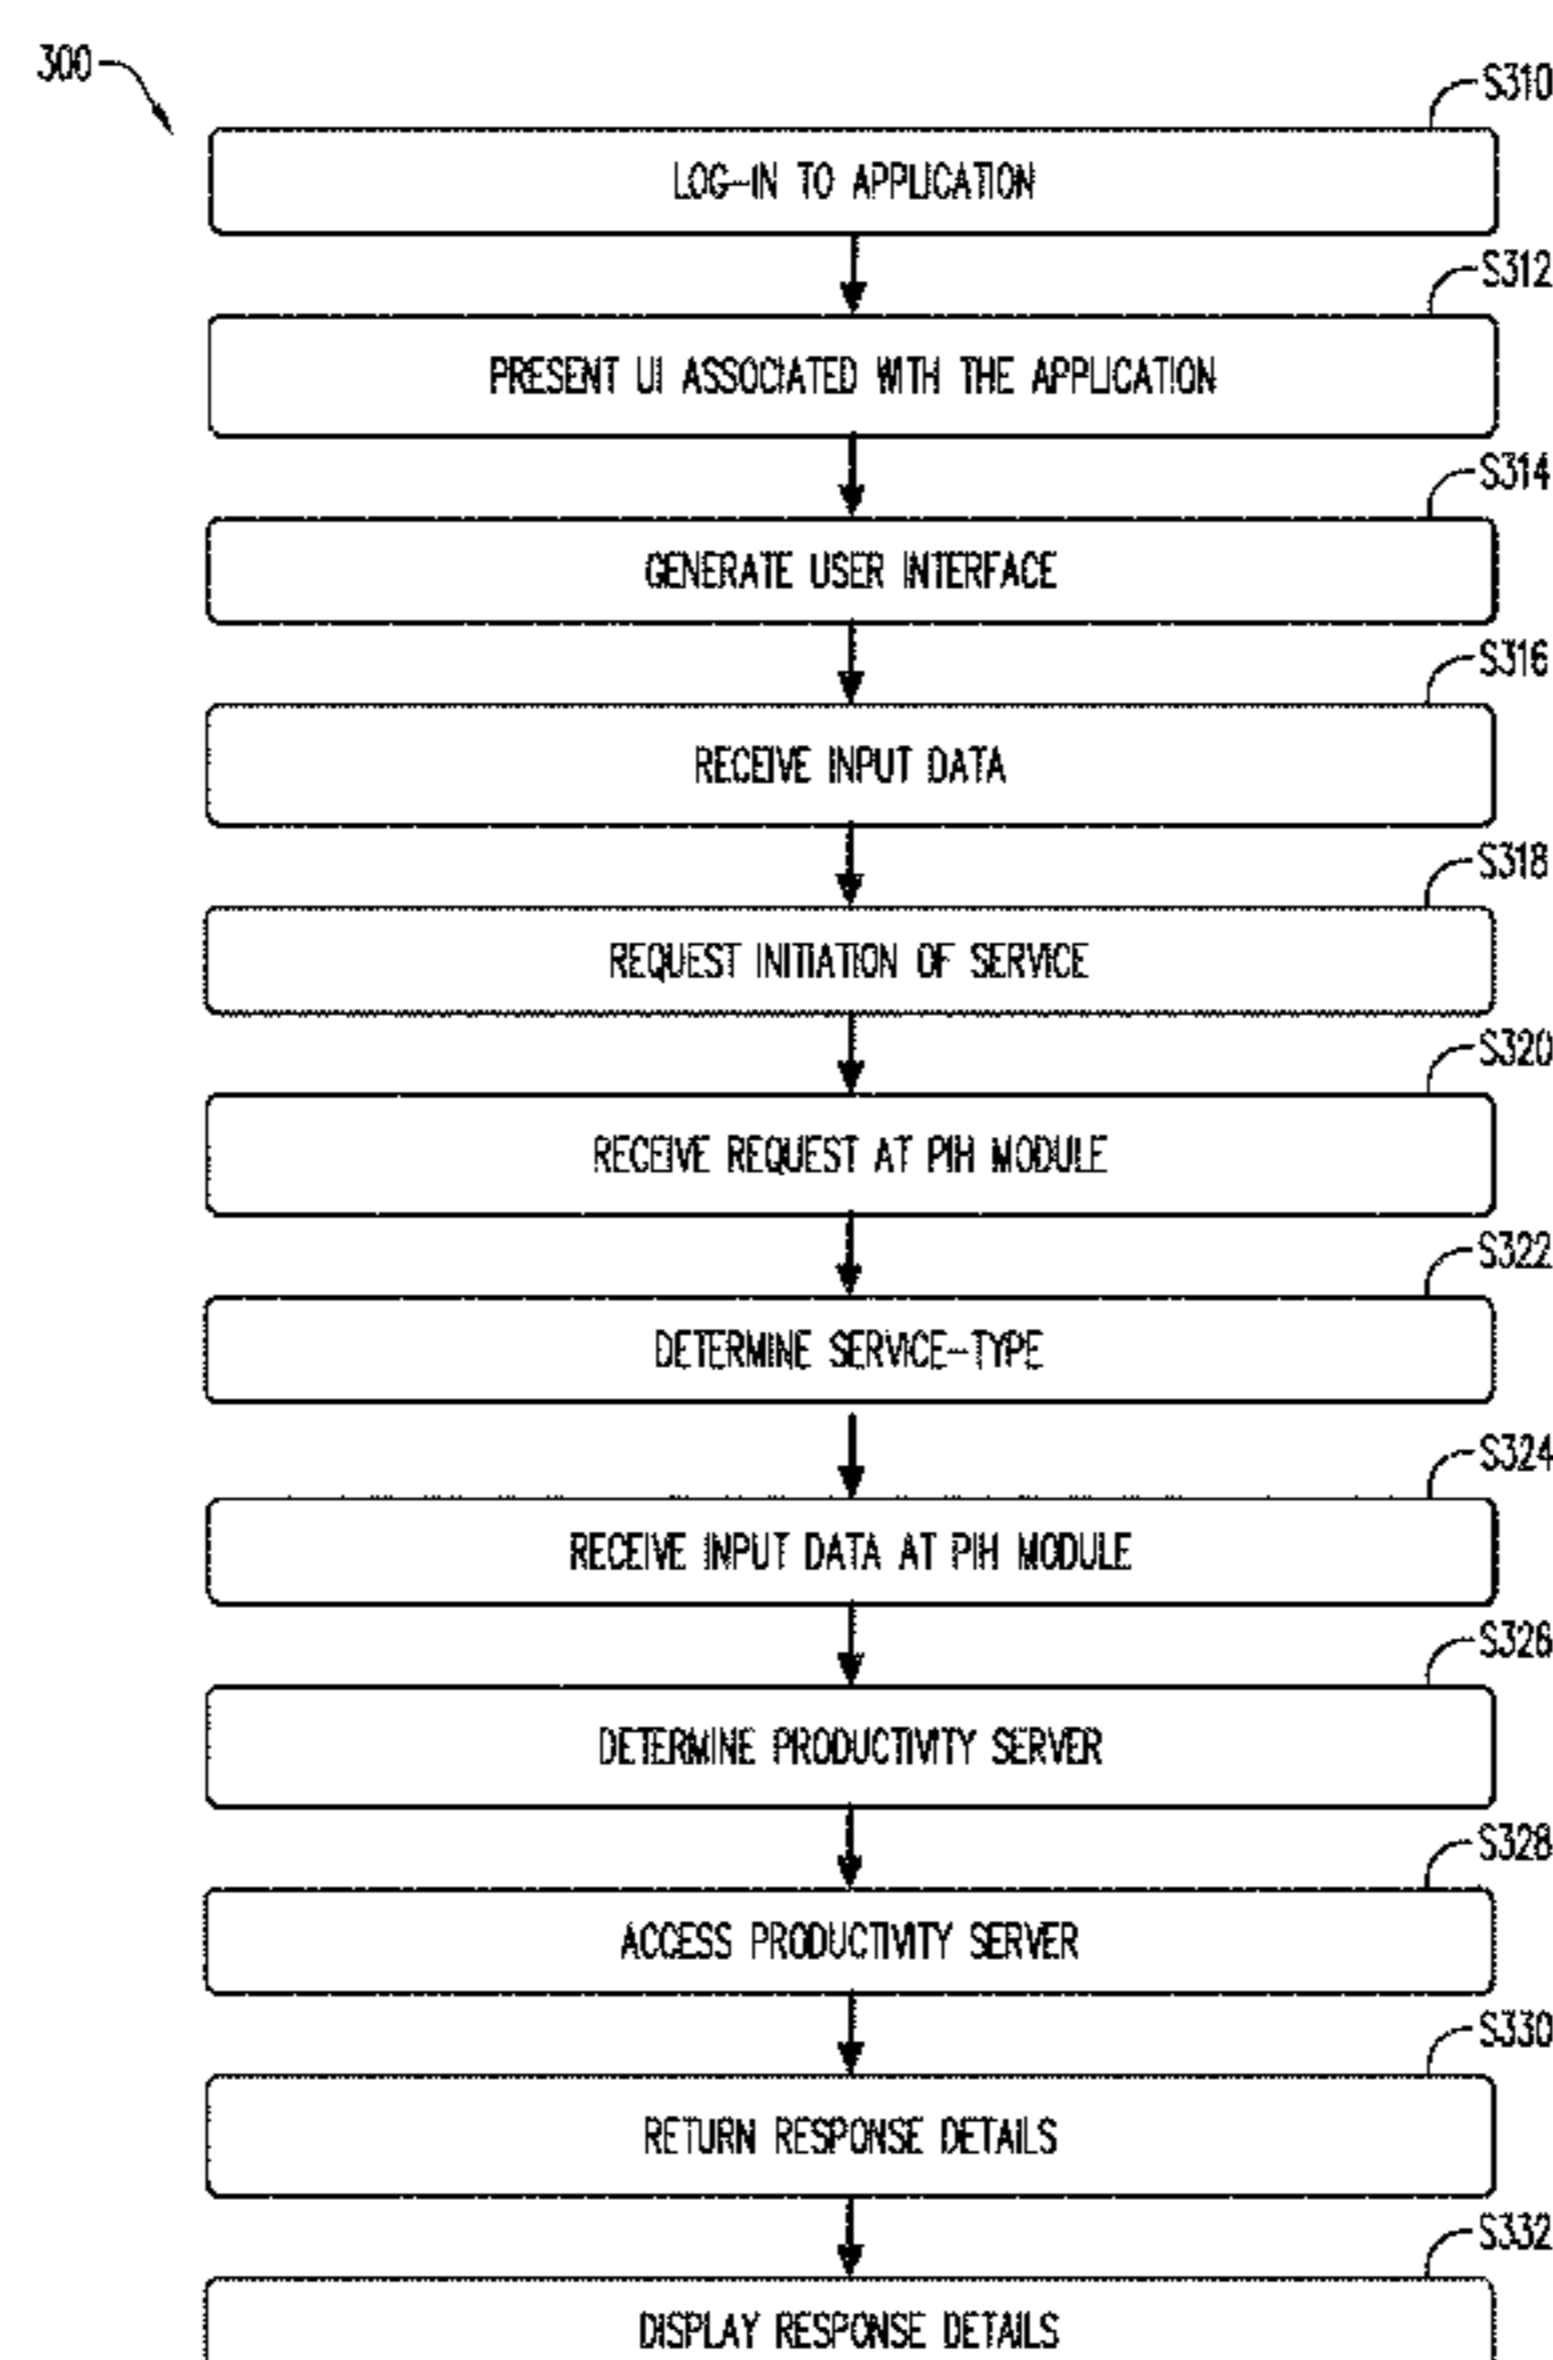 300
S310
LOG-IN TO APPLICATION
S312
PRESENT UI ASSOCIATED WITH THE APPLICATION
S314
GENERATE USER INTERFACE
S316
RECEIVE INPUT DATA
S318
REQUEST INITIATION OF SERVICE
S320
RECEIVE REQUEST AT PIH MODULE
S322
DETERMINE SERVICE-TYPE
S324
RECEIVE INPUT DATA AT PIH MODULE
S326
DETERMINE PRODUCTIVITY SERVER
S328
ACCESS PRODUCTIVITY SERVER
S330
RETURN RESPONSE DETAILS
S332
DISPLAY RESPONSE DETAILS